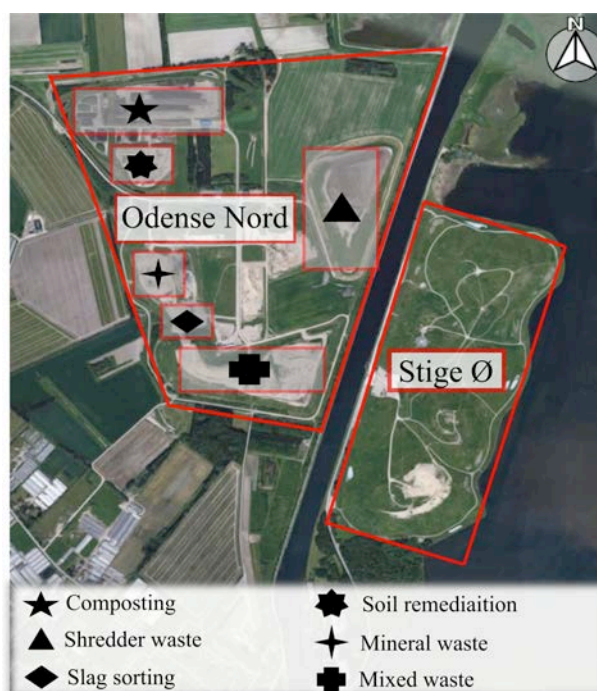 N
Odense Nord
Stige Ø
Composting
Soil remediaition
Shredder waste
Mineral waste
Slag sorting
Mixed waste